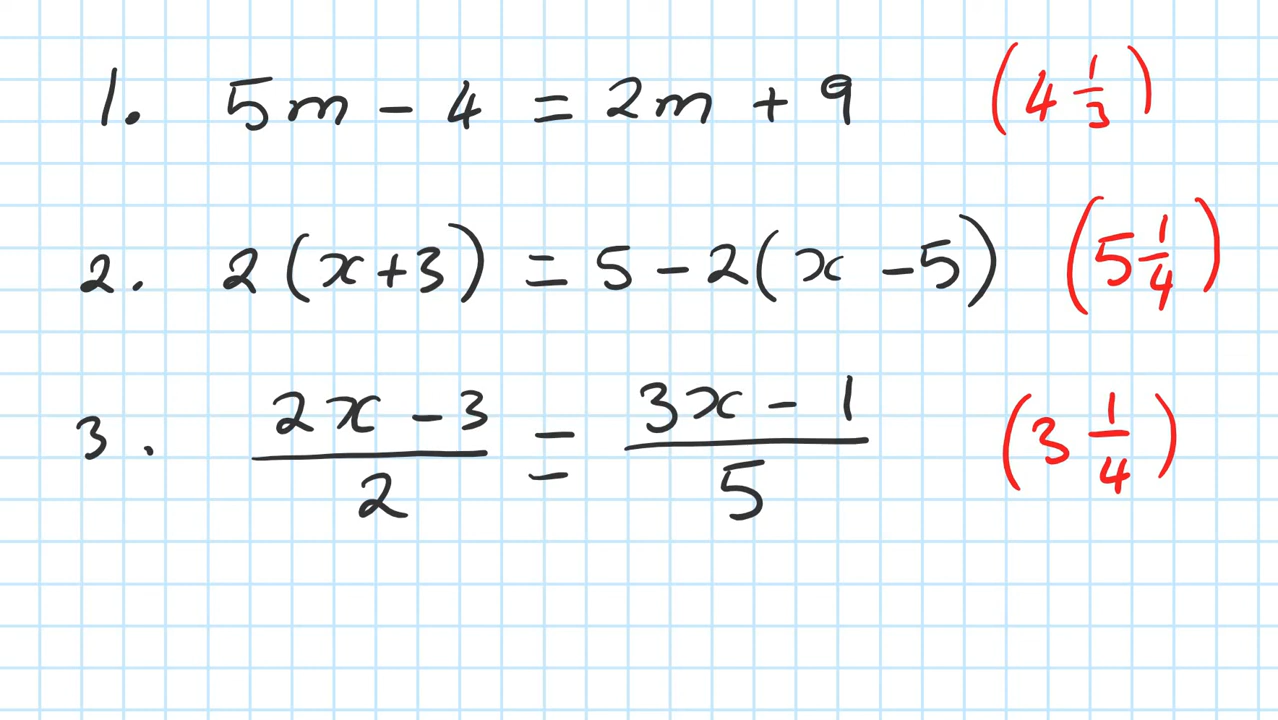 1. 5m - 4 = 2m + 9 (4 1/3)
2. 2(x+3) = 5 - 2(x - 5) (5 1/4)
3. (2x - 3)/2 = (3x - 1)/5 (3 1/4)